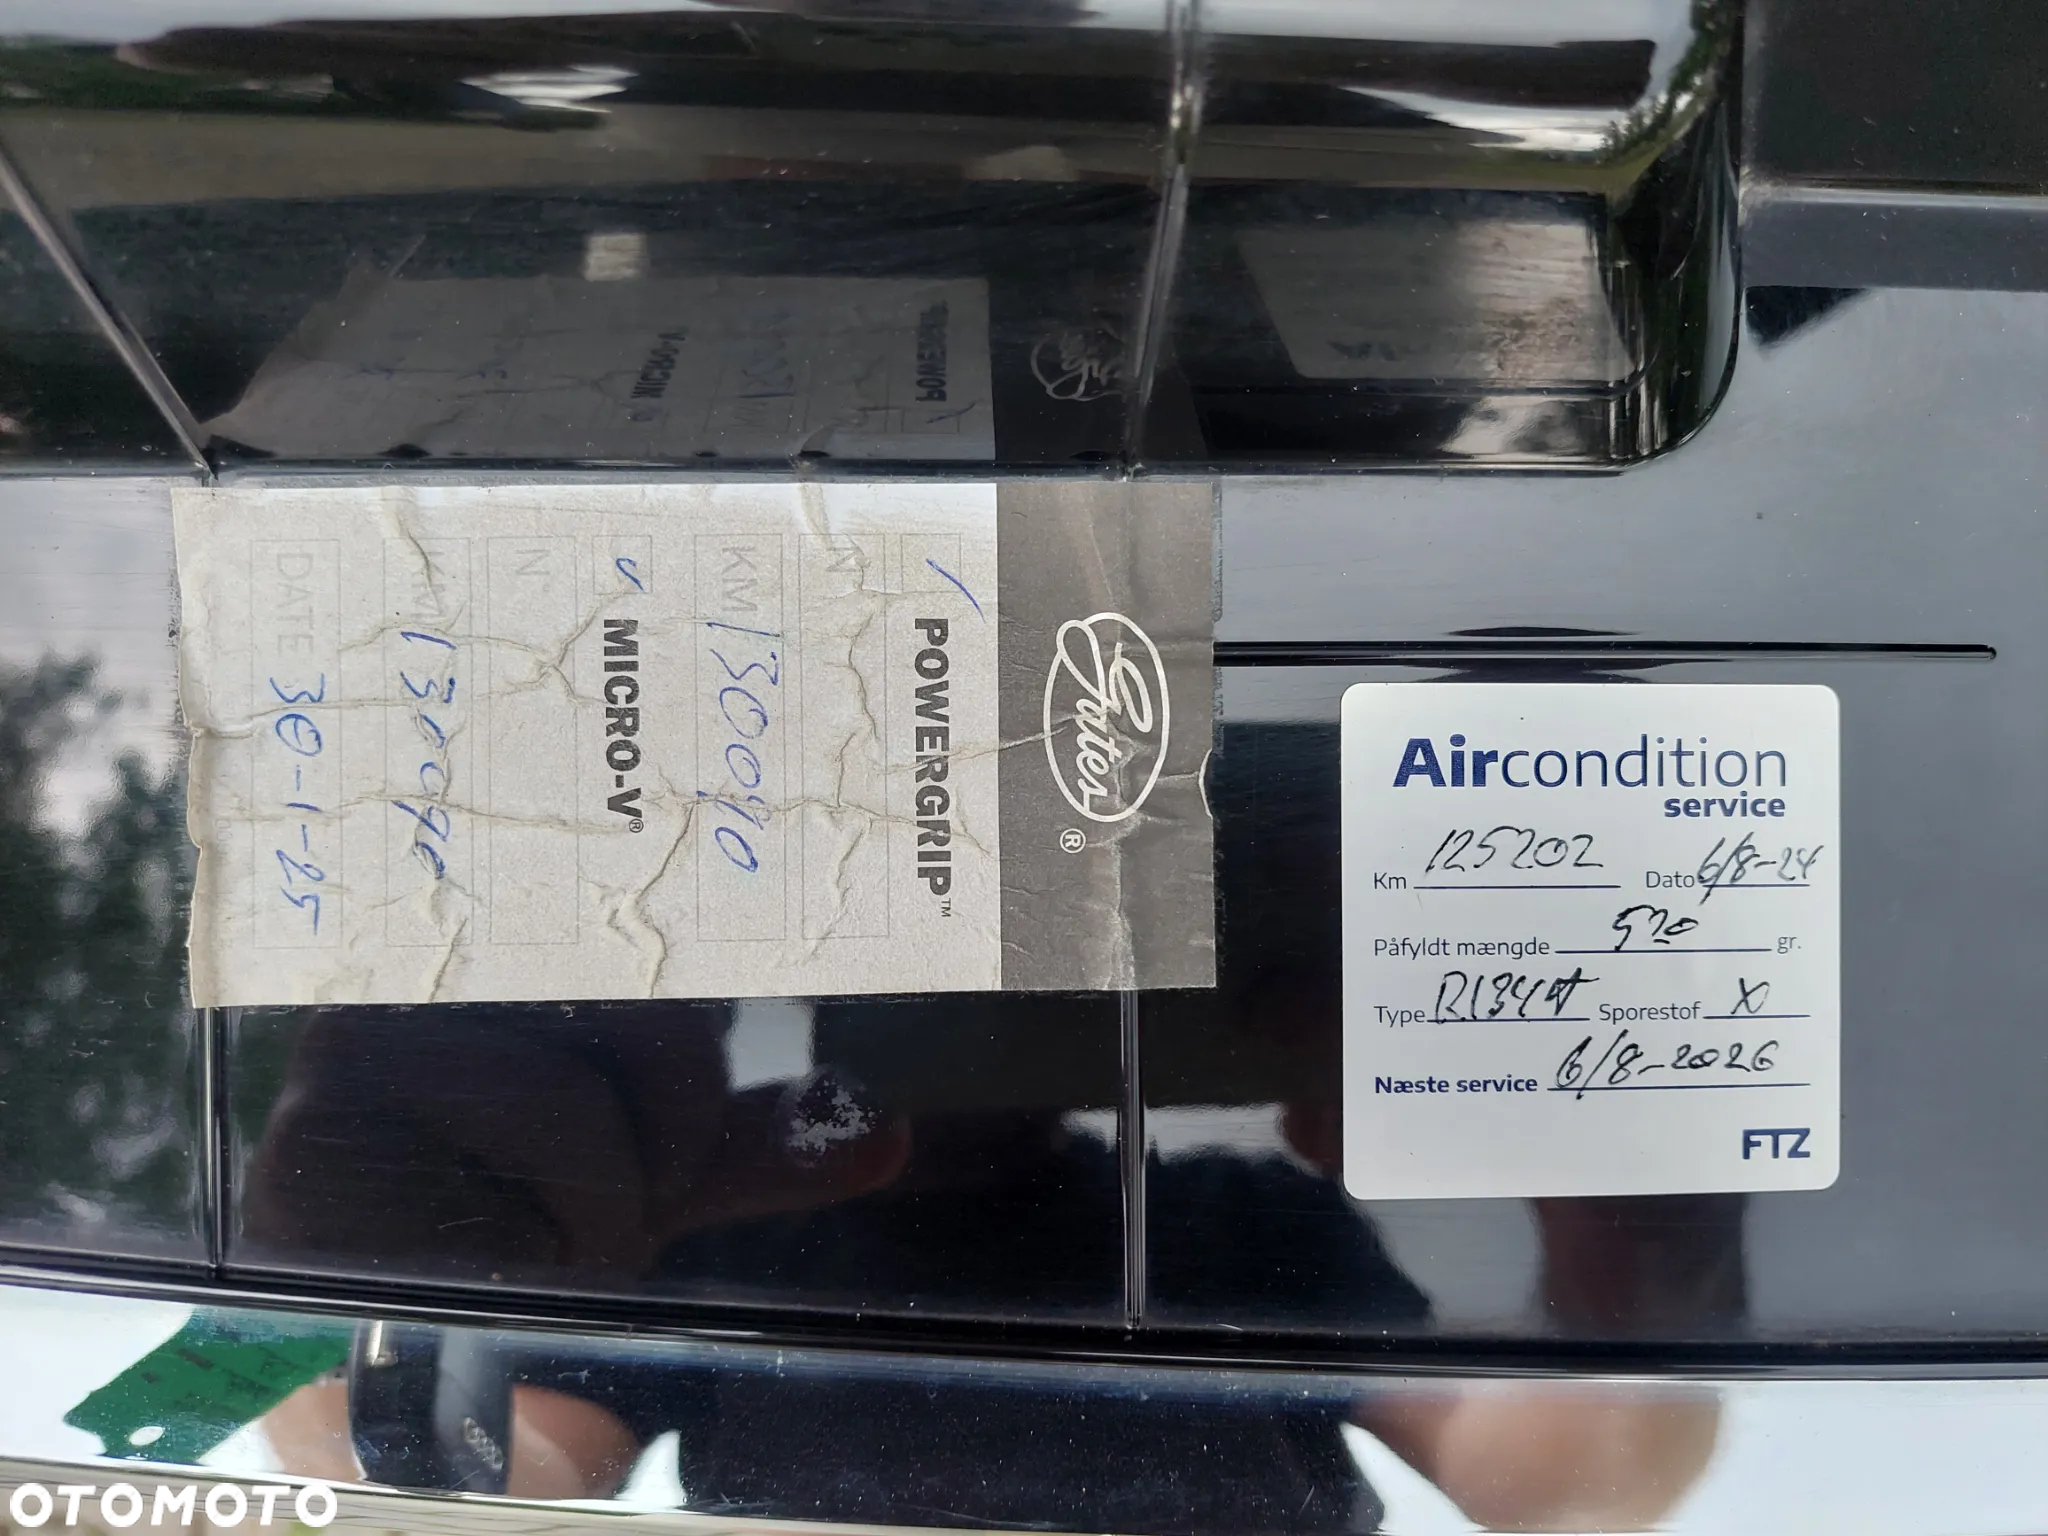 Gates®
POWERGRIP™
N°
KM 130090
MICRO-V®
N°
KM 130090
DATE 30-1-25
Aircondition
service
Km 125202 Dato 6/8-24
Påfyldt mængde 570 gr.
Type R134A Sporestof X
Næste service 6/8-2026
FTZ
OTOMOTO